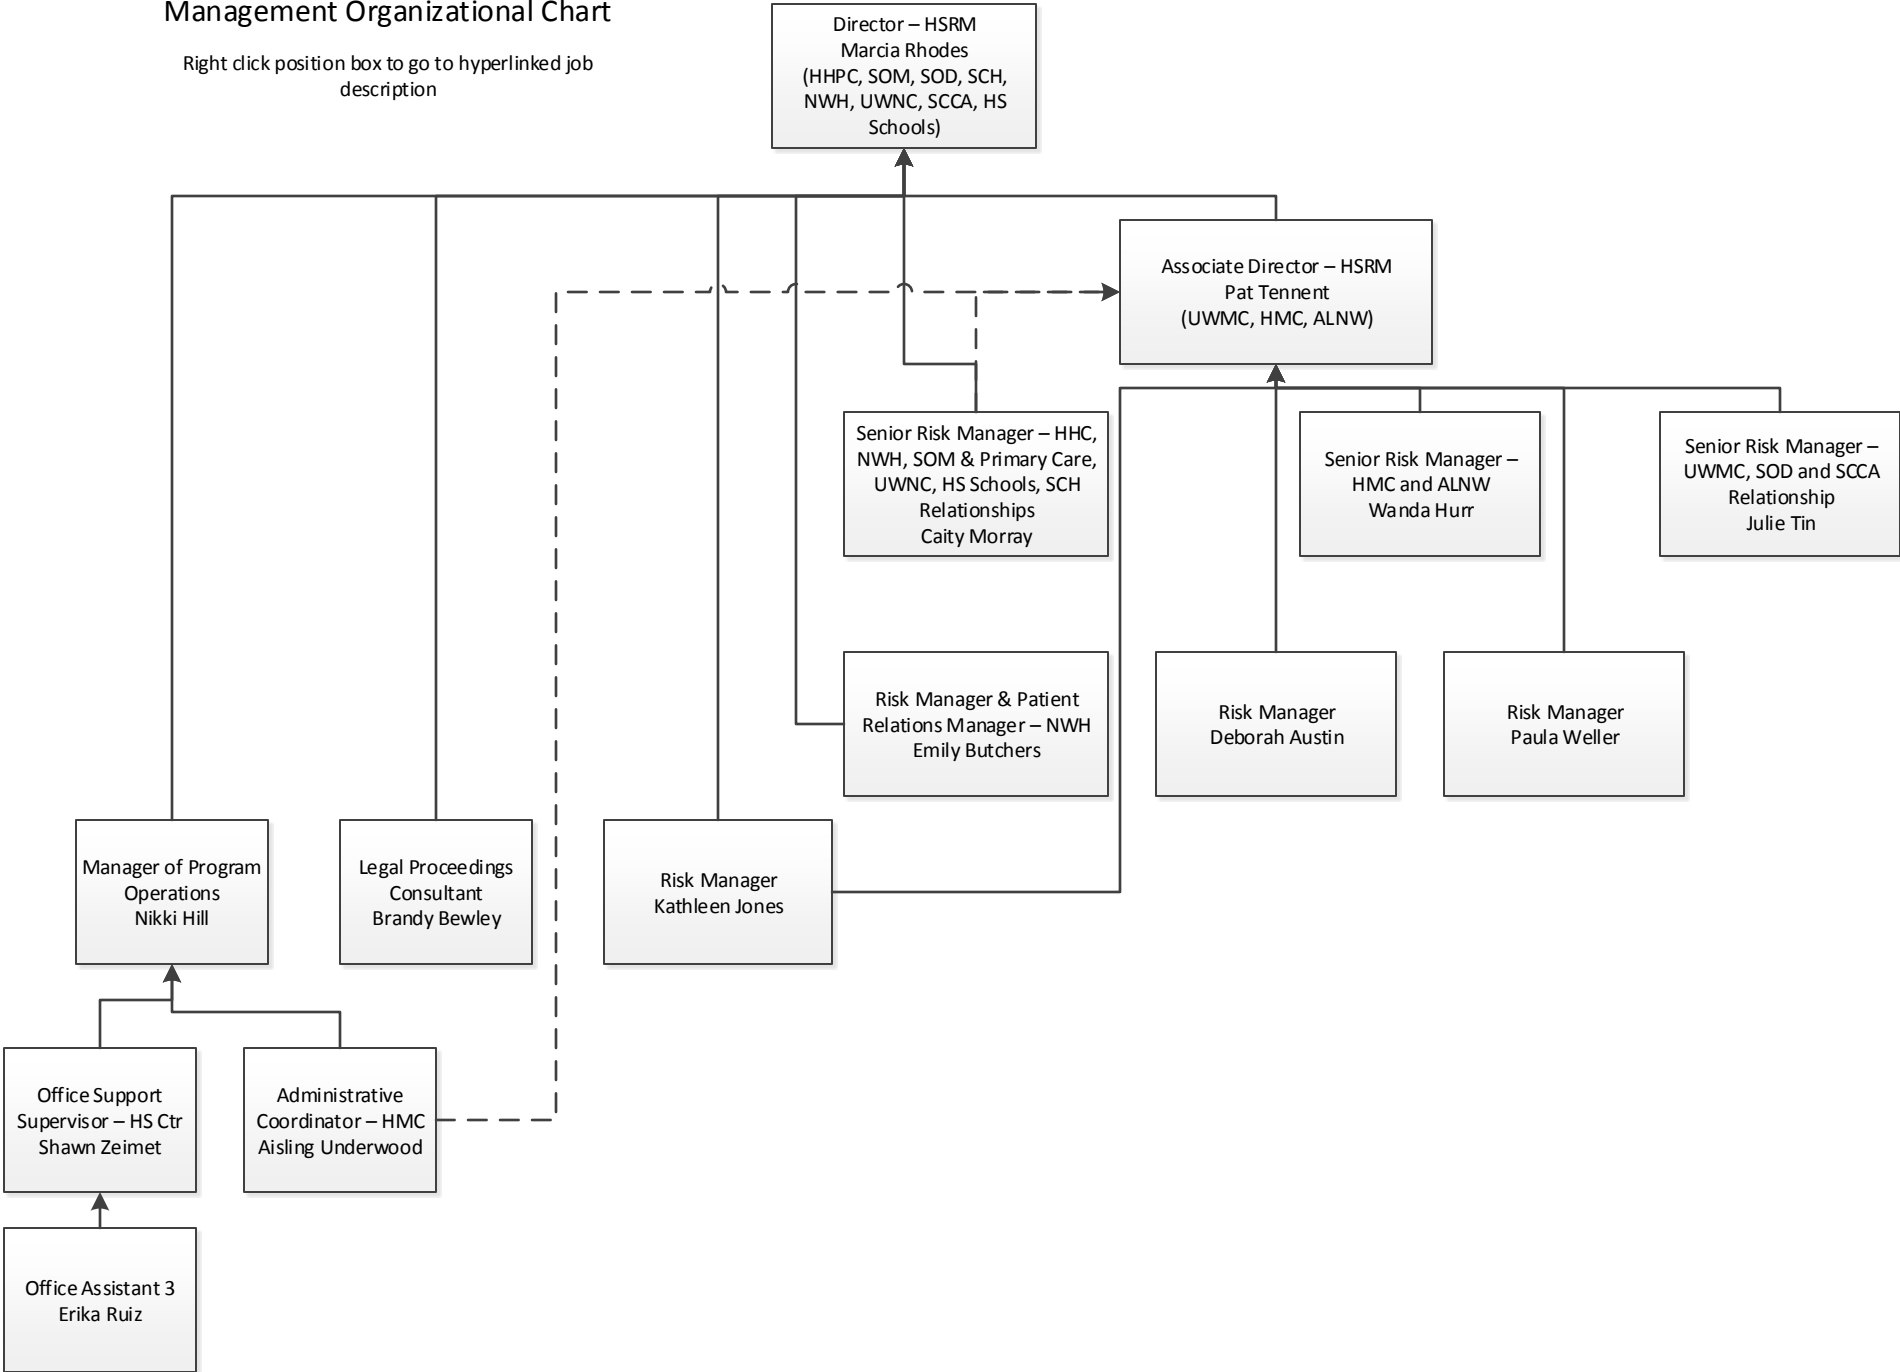 Management Organizational Chart
Right click position box to go to hyperlinked job
description
Director – HSRM
Marcia Rhodes
(HHPC, SOM, SOD, SCH,
NWH, UWNC, SCCA, HS
Schools)
Associate Director – HSRM
Pat Tennent
(UWMC, HMC, ALNW)
Senior Risk Manager – HHC,
NWH, SOM & Primary Care,
UWNC, HS Schools, SCH
Relationships
Caity Morray
Senior Risk Manager –
HMC and ALNW
Wanda Hurr
Senior Risk Manager –
UWMC, SOD and SCCA
Relationship
Julie Tin
Risk Manager & Patient
Relations Manager – NWH
Emily Butchers
Risk Manager
Deborah Austin
Risk Manager
Paula Weller
Manager of Program
Operations
Nikki Hill
Legal Proceedings
Consultant
Brandy Bewley
Risk Manager
Kathleen Jones
Office Support
Supervisor – HS Ctr
Shawn Zeimet
Administrative
Coordinator – HMC
Aisling Underwood
Office Assistant 3
Erika Ruiz